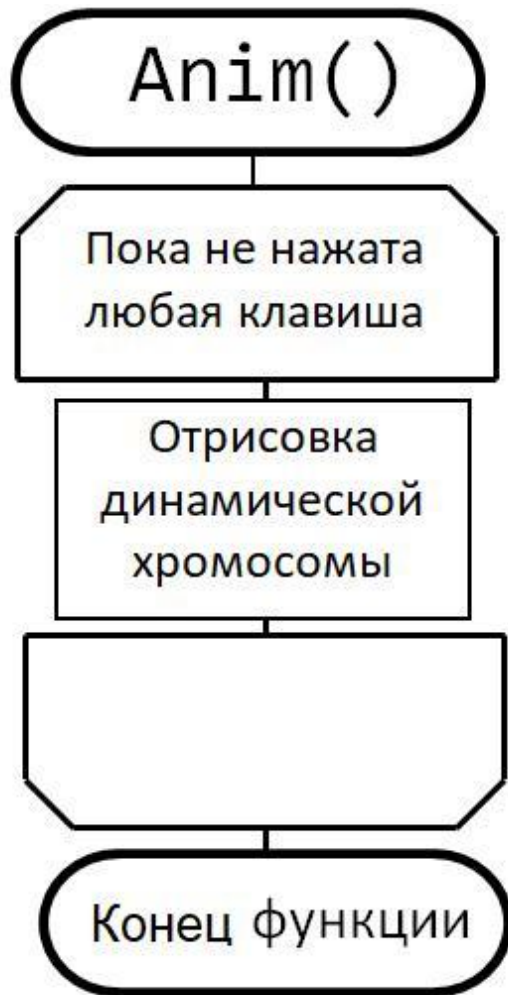 Anim()
Пока не нажата
любая клавиша
Отрисовка
динамической
хромосомы
Конец функции